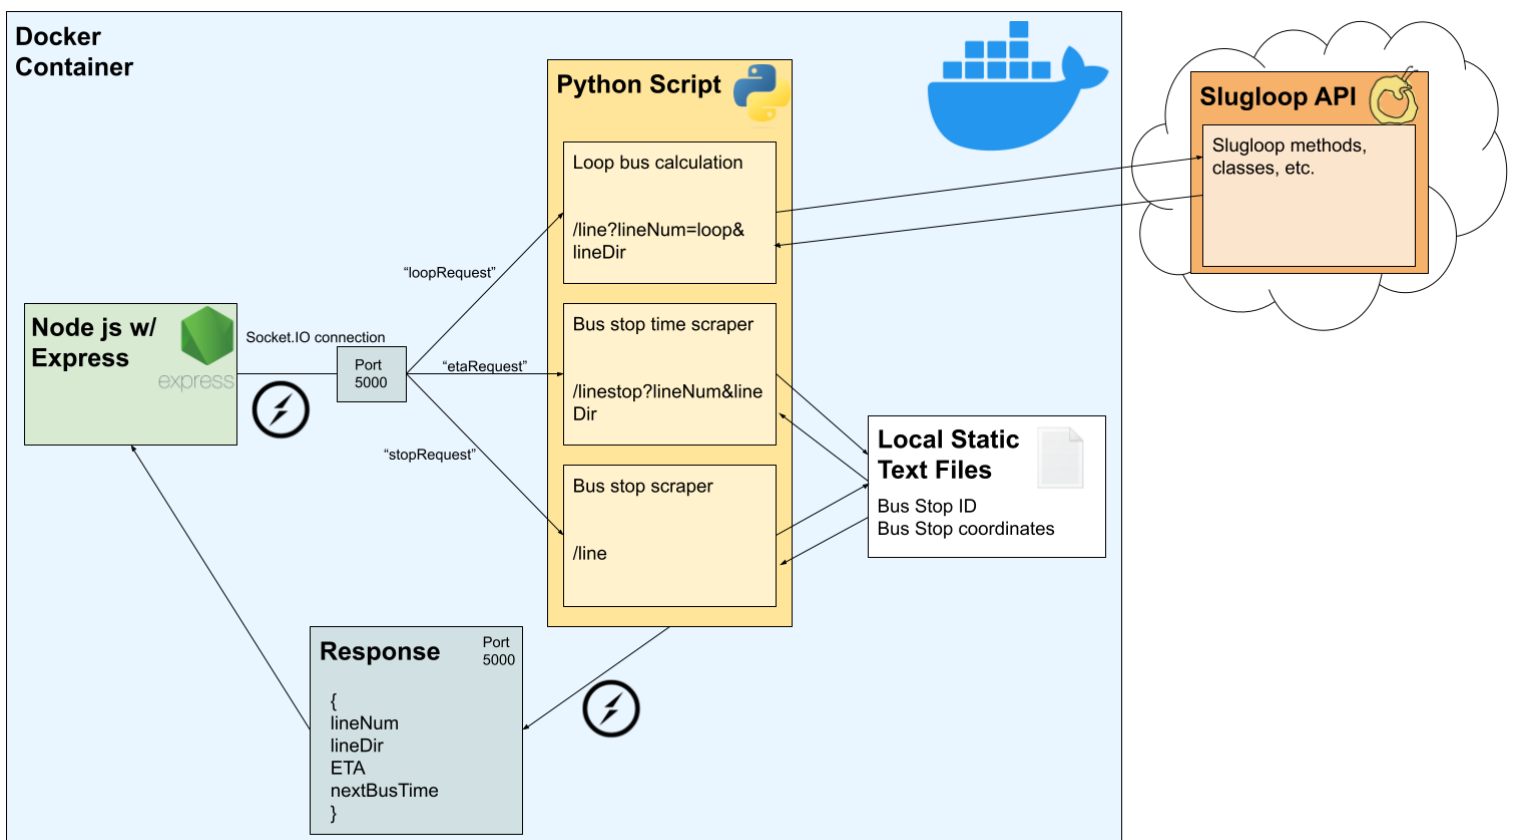 Docker
Container
Python Script
Loop bus calculation
/line?lineNum=loop&
lineDir
Slugloop API
Slugloop methods,
classes, etc.
"loopRequest"
Node js w/
Express
express
Socket.IO connection
Port
5000
"etaRequest"
"stopRequest"
Bus stop time scraper
/linestop?lineNum&line
Dir
Bus stop scraper
/line
Local Static
Text Files
Bus Stop ID
Bus Stop coordinates
Response
Port
5000
{
lineNum
lineDir
ETA
nextBusTime
}